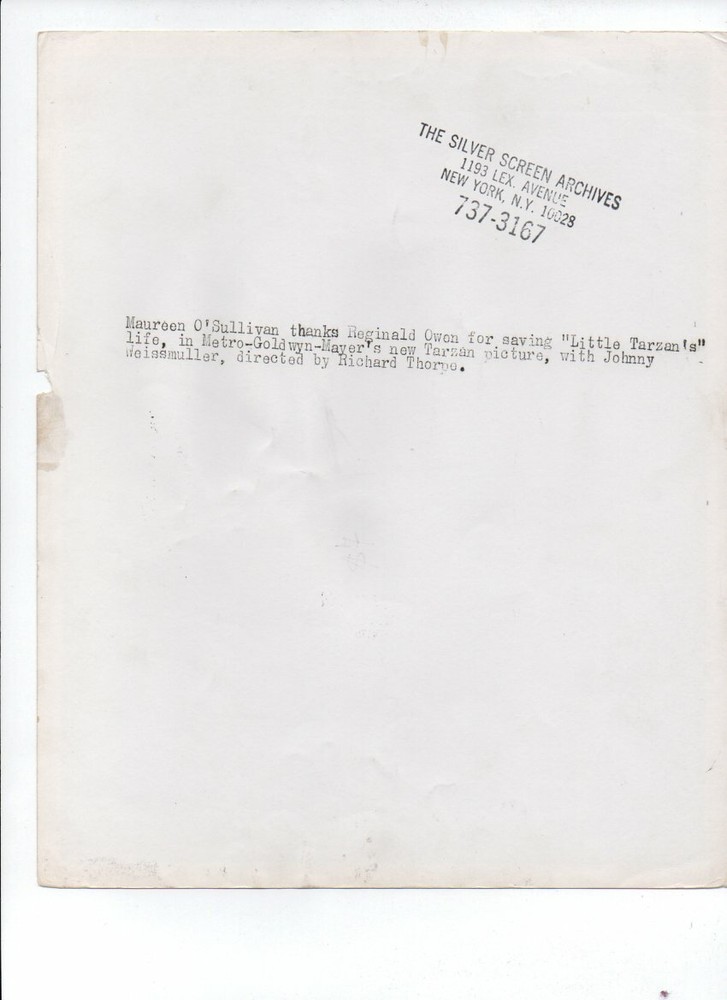 THE SILVER SCREEN ARCHIVES
1193 LEX. AVENUE
NEW YORK, N.Y. 10028
737-3167
Maureen O'Sullivan thanks Reginald Owen for saving "Little Tarzan's"
life, in Metro-Goldwyn-Mayer's new Tarzan picture, with Johnny
Weissmuller, directed by Richard Thorpe.